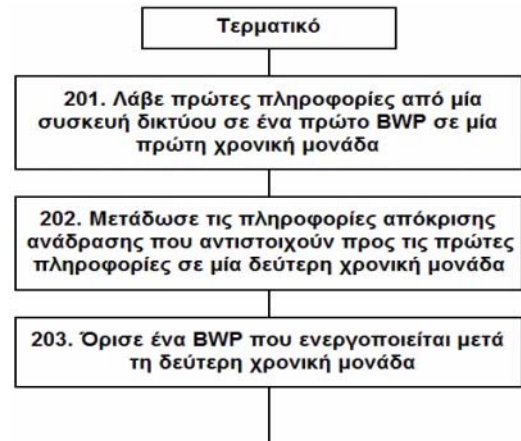 Τερματικό
201. Λάβε πρώτες πληροφορίες από μία
συσκευή δικτύου σε ένα πρώτο BWP σε μία
πρώτη χρονική μονάδα
202. Μετάδωσε τις πληροφορίες απόκρισης
ανάδρασης που αντιστοιχούν προς τις πρώτες
πληροφορίες σε μία δεύτερη χρονική μονάδα
203. Όρισε ένα BWP που ενεργοποιείται μετά
τη δεύτερη χρονική μονάδα